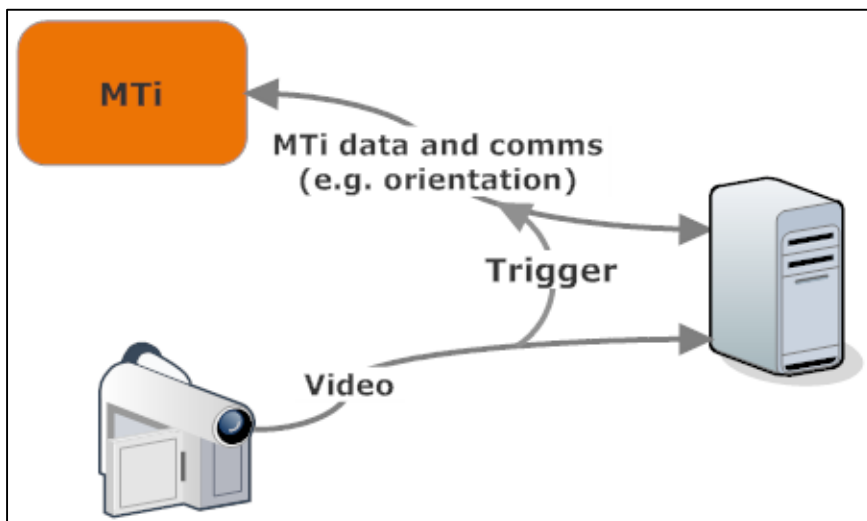 MTi
MTi data and comms
(e.g. orientation)
Trigger
Video